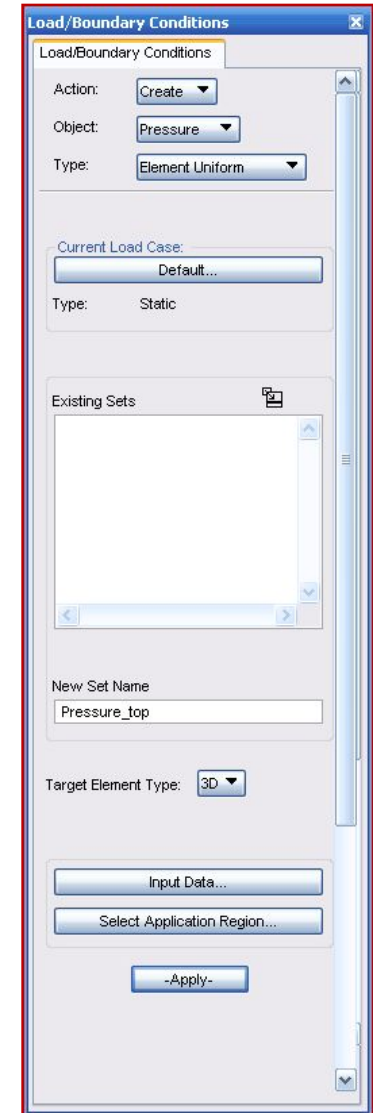 Load/Boundary Conditions
Load/Boundary Conditions
Action: Create
Object: Pressure
Type: Element Uniform
Current Load Case:
Default...
Type: Static
Existing Sets
New Set Name
Pressure_top
Target Element Type: 3D
Input Data...
Select Application Region...
-Apply-